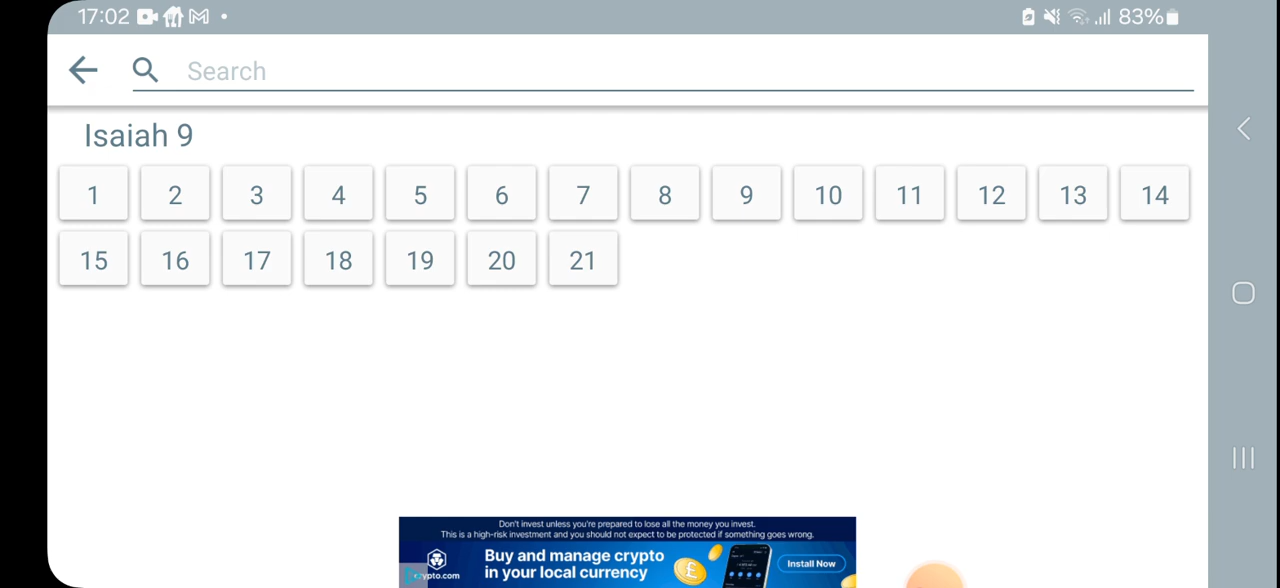 17:02 83%
Search
Isaiah 9
1 2 3 4 5 6 7 8 9 10 11 12 13 14
15 16 17 18 19 20 21
Don't invest unless you're prepared to lose all the money you invest.
This is a high-risk investment and you should not expect to be protected if something goes wrong.
Buy and manage crypto
in your local currency
Install Now
crypto.com